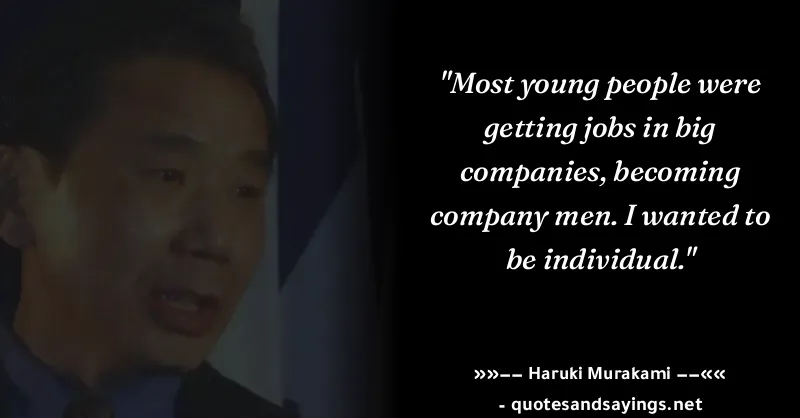 "Most young people were
getting jobs in big
companies, becoming
company men. I wanted to
be individual."
»»−− Haruki Murakami −−««
- quotesandsayings.net